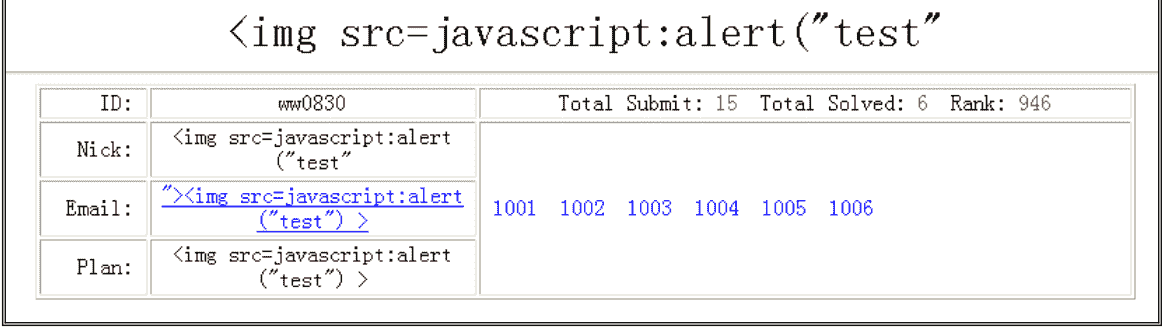 <img src=javascript:alert("test"
ID: ww0830 Total Submit: 15 Total Solved: 6 Rank: 946
Nick: <img src=javascript:alert
("test"
Email: "><img src=javascript:alert
("test") >
1001 1002 1003 1004 1005 1006
Plan: <img src=javascript:alert
("test") >